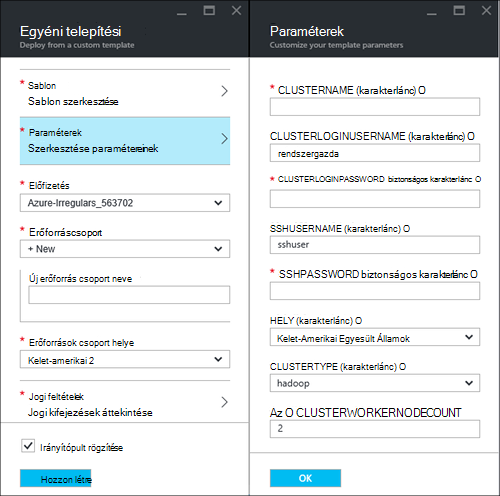 Egyéni telepítési
Deploy from a custom template
* Sablon
Sablon szerkesztése
* Paraméterek
Szerkesztése paramétereinek
* Előfizetés
Azure-Irregulars_563702
* Erőforráscsoport
+ New
Új erőforrás csoport neve
* Erőforrások csoport helye
Kelet-amerikai 2
* Jogi feltételek
Jogi kifejezések áttekintése
Irányítópult rögzítése
Hozzon létre
Paraméterek
Customize your template parameters
* CLUSTERNAME (karakterlánc) O
CLUSTERLOGINUSERNAME (karakterlánc) O
rendszergazda
* CLUSTERLOGINPASSWORD biztonságos karakterlánc O
SSHUSERNAME (karakterlánc) O
sshuser
* SSHPASSWORD biztonságos karakterlánc O
HELY (karakterlánc) O
Kelet-Amerikai Egyesült Államok
CLUSTERTYPE (karakterlánc) O
hadoop
Az O CLUSTERWORKERNODECOUNT
2
OK